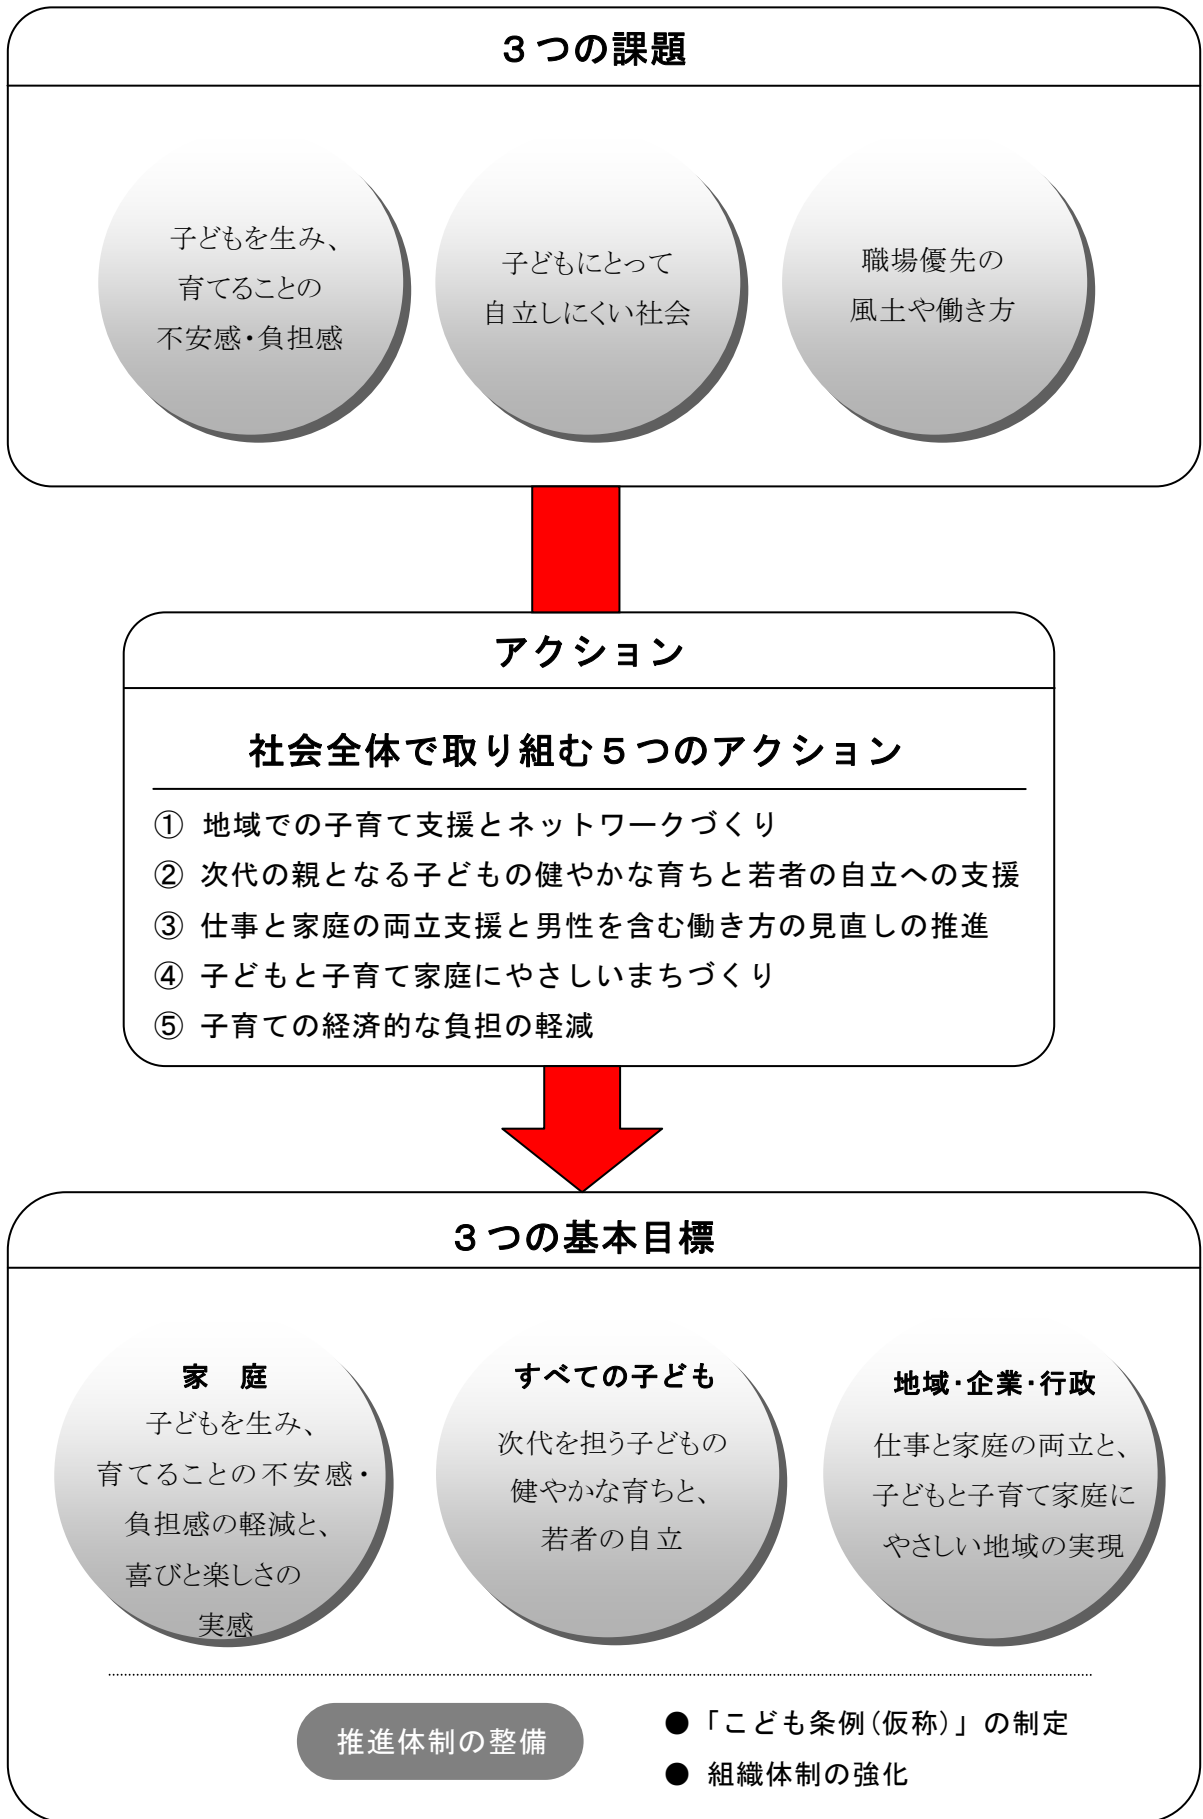 ３つの課題
子どもを生み、
育てることの
不安感・負担感
子どもにとって
自立しにくい社会
職場優先の
風土や働き方
アクション
社会全体で取り組む５つのアクション
① 地域での子育て支援とネットワークづくり
② 次代の親となる子どもの健やかな育ちと若者の自立への支援
③ 仕事と家庭の両立支援と男性を含む働き方の見直しの推進
④ 子どもと子育て家庭にやさしいまちづくり
⑤ 子育ての経済的な負担の軽減
３つの基本目標
家　庭
子どもを生み、
育てることの不安感・
負担感の軽減と、
喜びと楽しさの
実感
すべての子ども
次代を担う子どもの
健やかな育ちと、
若者の自立
地域・企業・行政
仕事と家庭の両立と、
子どもと子育て家庭に
やさしい地域の実現
推進体制の整備
● 「こども条例(仮称)」の制定
● 組織体制の強化